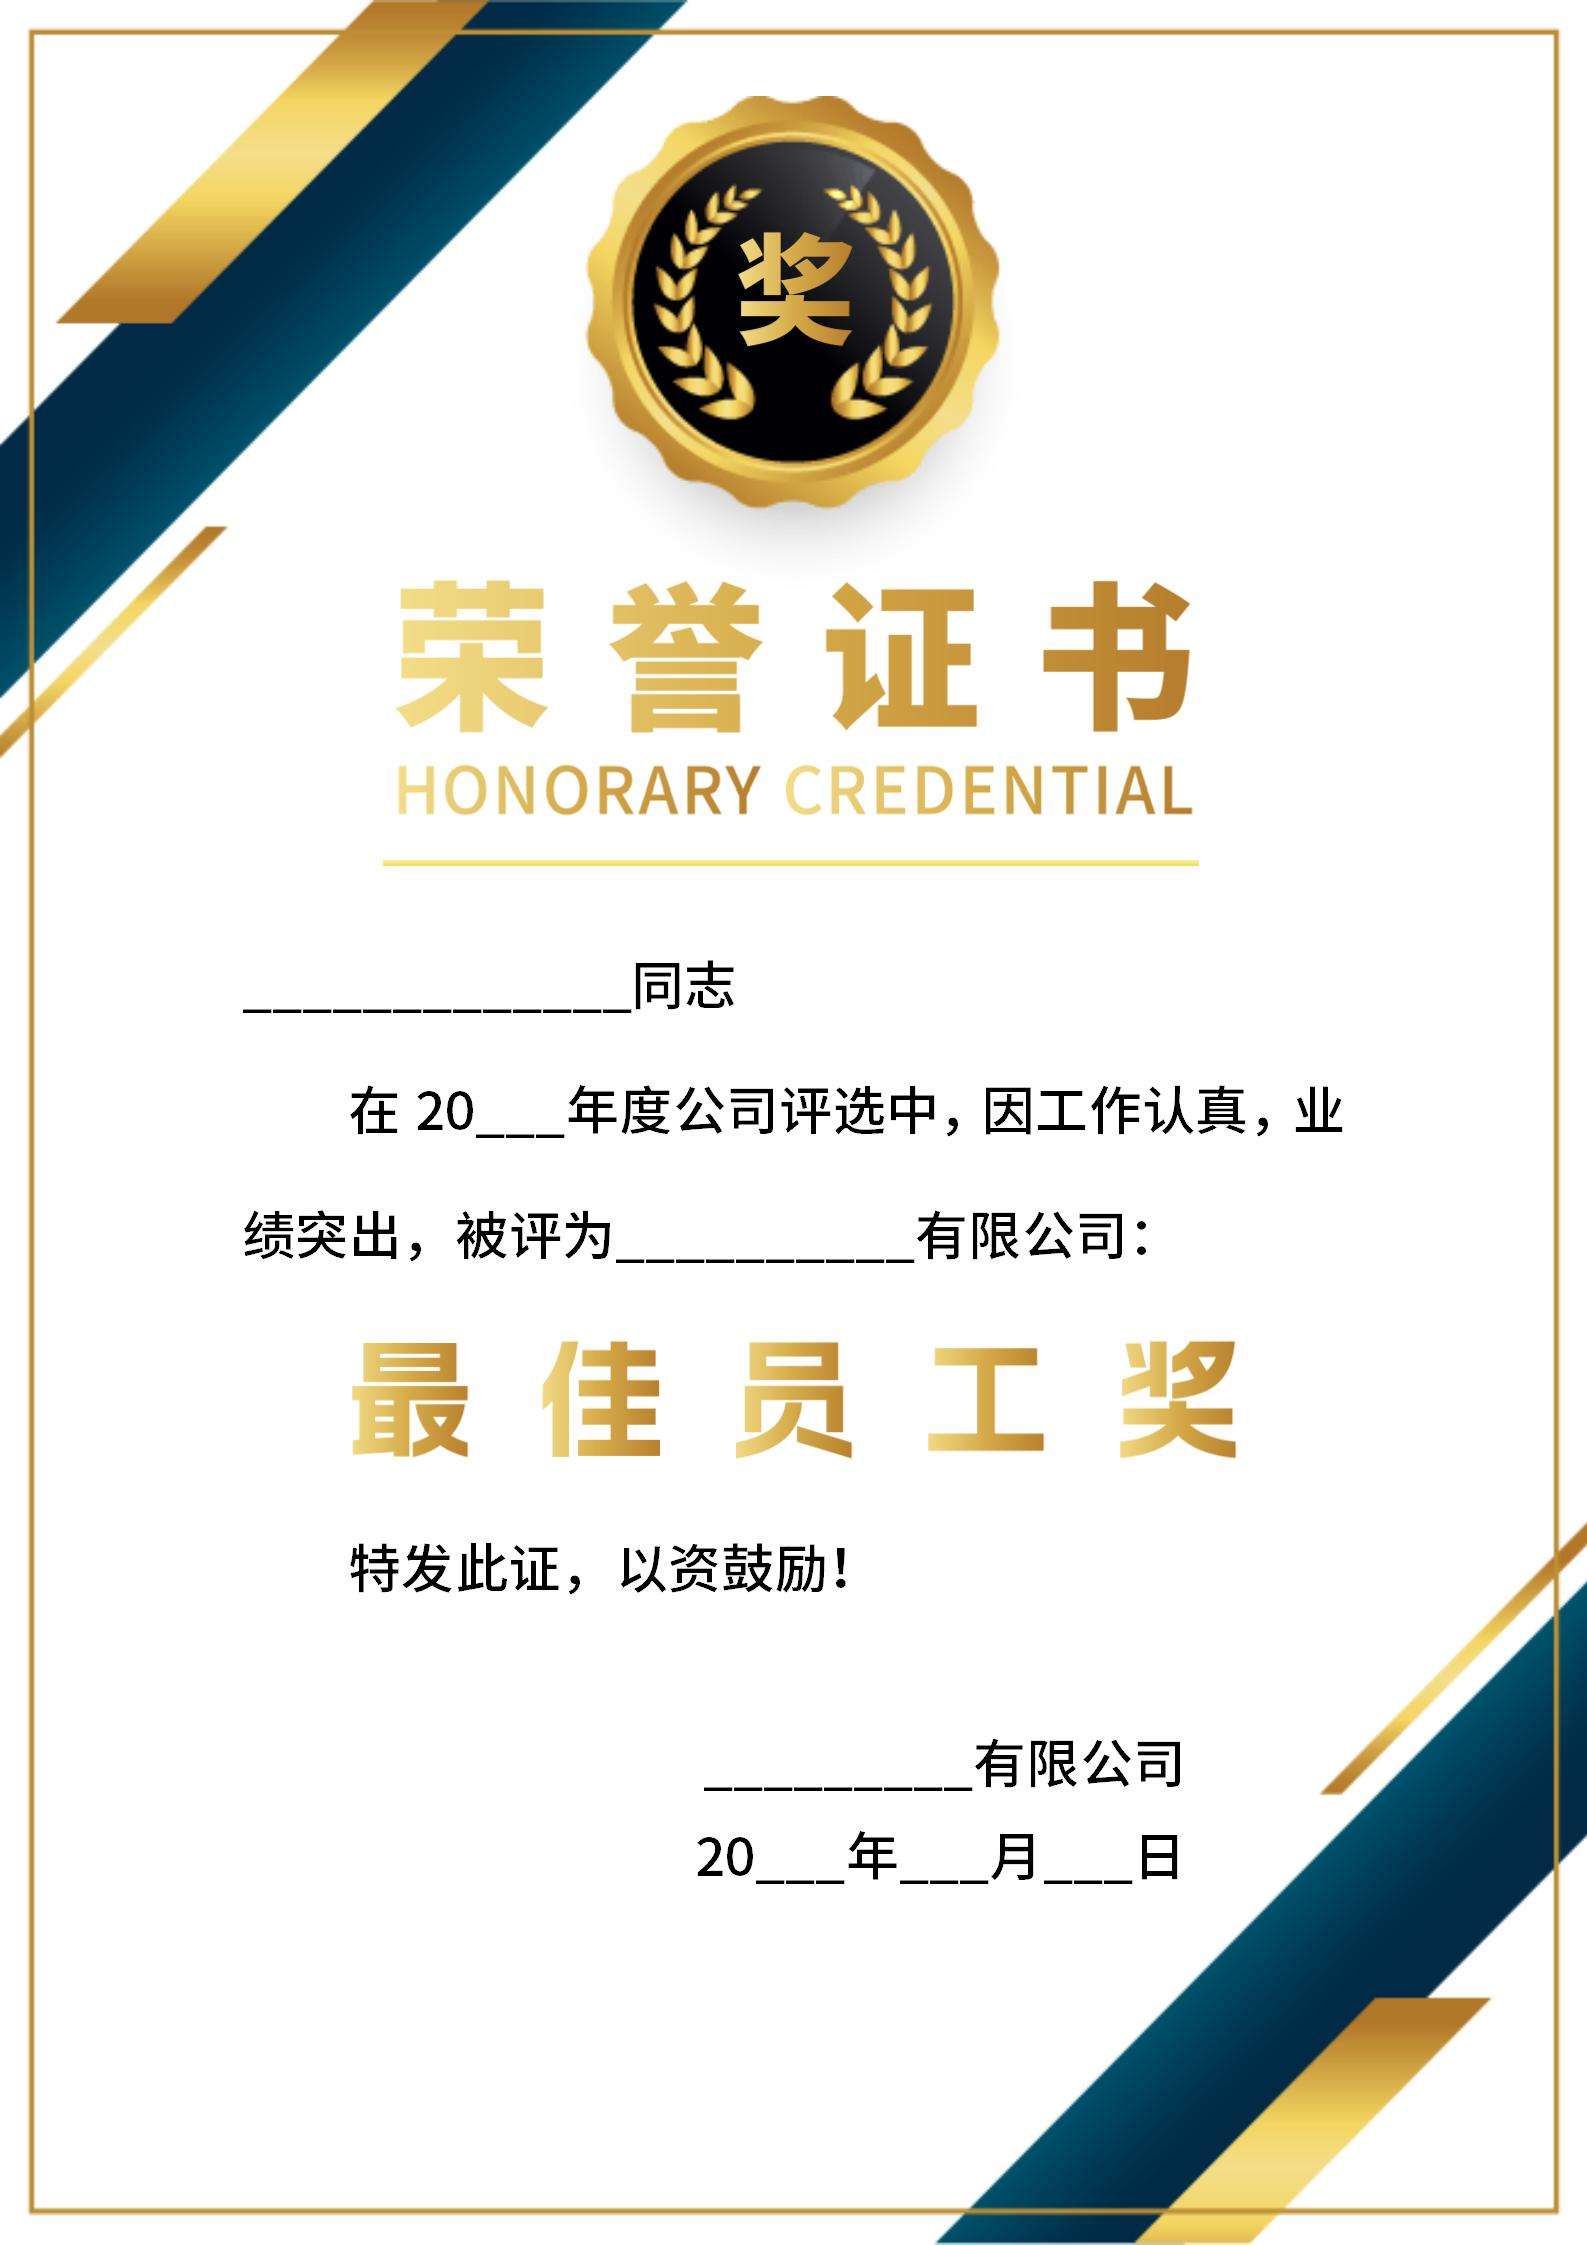 奖
荣誉证书
HONORARY CREDENTIAL
_____________同志
在 20___年度公司评选中，因工作认真，业
绩突出，被评为__________有限公司：
最佳员工奖
特发此证，以资鼓励！
_________有限公司
20___年___月___日